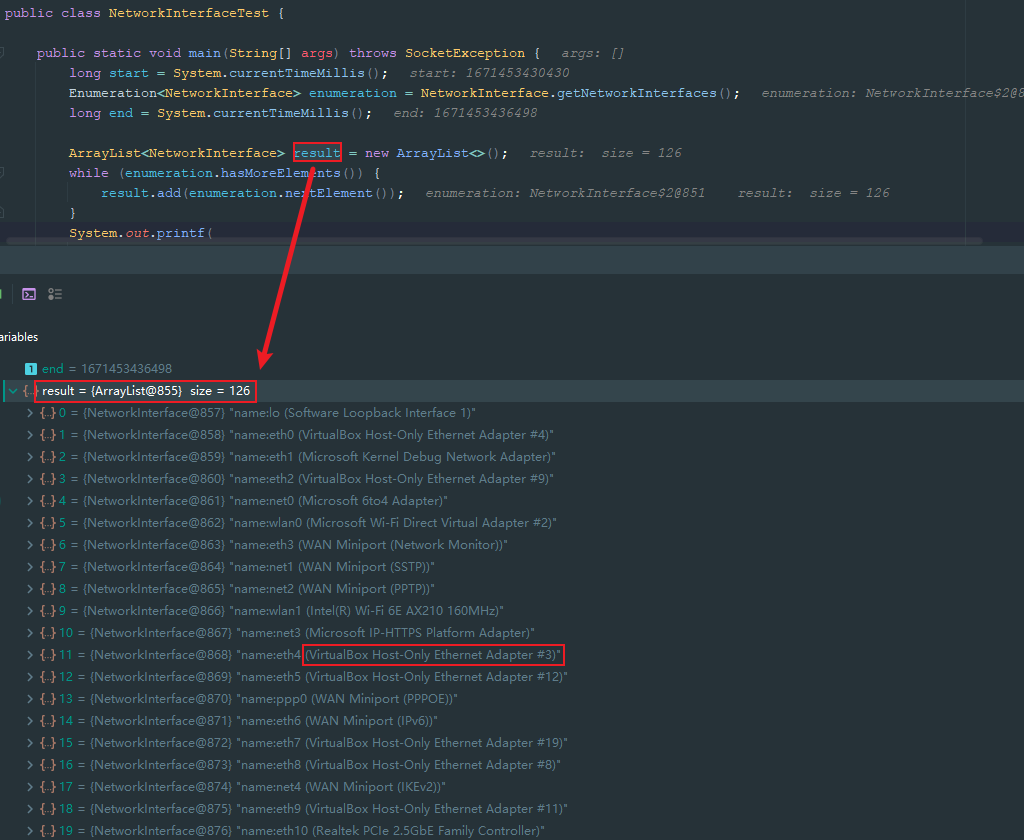 public class NetworkInterfaceTest {
public static void main(String[] args) throws SocketException { args: []
long start = System.currentTimeMillis(); start: 1671453430430
Enumeration<NetworkInterface> enumeration = NetworkInterface.getNetworkInterfaces(); enumeration: NetworkInterface$2@8
long end = System.currentTimeMillis(); end: 1671453436498
ArrayList<NetworkInterface> result = new ArrayList<>(); result: size = 126
while (enumeration.hasMoreElements()) {
result.add(enumeration.nextElement()); enumeration: NetworkInterface$2@851 result: size = 126
}
System.out.printf(
ariables
1 end = 1671453436498
{..} result = {ArrayList@855} size = 126
{..} 0 = {NetworkInterface@857} "name:lo (Software Loopback Interface 1)"
{..} 1 = {NetworkInterface@858} "name:eth0 (VirtualBox Host-Only Ethernet Adapter #4)"
{..} 2 = {NetworkInterface@859} "name:eth1 (Microsoft Kernel Debug Network Adapter)"
{..} 3 = {NetworkInterface@860} "name:eth2 (VirtualBox Host-Only Ethernet Adapter #9)"
{..} 4 = {NetworkInterface@861} "name:net0 (Microsoft 6to4 Adapter)"
{..} 5 = {NetworkInterface@862} "name:wlan0 (Microsoft Wi-Fi Direct Virtual Adapter #2)"
{..} 6 = {NetworkInterface@863} "name:eth3 (WAN Miniport (Network Monitor))"
{..} 7 = {NetworkInterface@864} "name:net1 (WAN Miniport (SSTP))"
{..} 8 = {NetworkInterface@865} "name:net2 (WAN Miniport (PPTP))"
{..} 9 = {NetworkInterface@866} "name:wlan1 (Intel(R) Wi-Fi 6E AX210 160MHz)"
{..} 10 = {NetworkInterface@867} "name:net3 (Microsoft IP-HTTPS Platform Adapter)"
{..} 11 = {NetworkInterface@868} "name:eth4 (VirtualBox Host-Only Ethernet Adapter #3)"
{..} 12 = {NetworkInterface@869} "name:eth5 (VirtualBox Host-Only Ethernet Adapter #12)"
{..} 13 = {NetworkInterface@870} "name:ppp0 (WAN Miniport (PPPOE))"
{..} 14 = {NetworkInterface@871} "name:eth6 (WAN Miniport (IPv6))"
{..} 15 = {NetworkInterface@872} "name:eth7 (VirtualBox Host-Only Ethernet Adapter #19)"
{..} 16 = {NetworkInterface@873} "name:eth8 (VirtualBox Host-Only Ethernet Adapter #8)"
{..} 17 = {NetworkInterface@874} "name:net4 (WAN Miniport (IKEv2))"
{..} 18 = {NetworkInterface@875} "name:eth9 (VirtualBox Host-Only Ethernet Adapter #11)"
{..} 19 = {NetworkInterface@876} "name:eth10 (Realtek PCIe 2.5GbE Family Controller)"